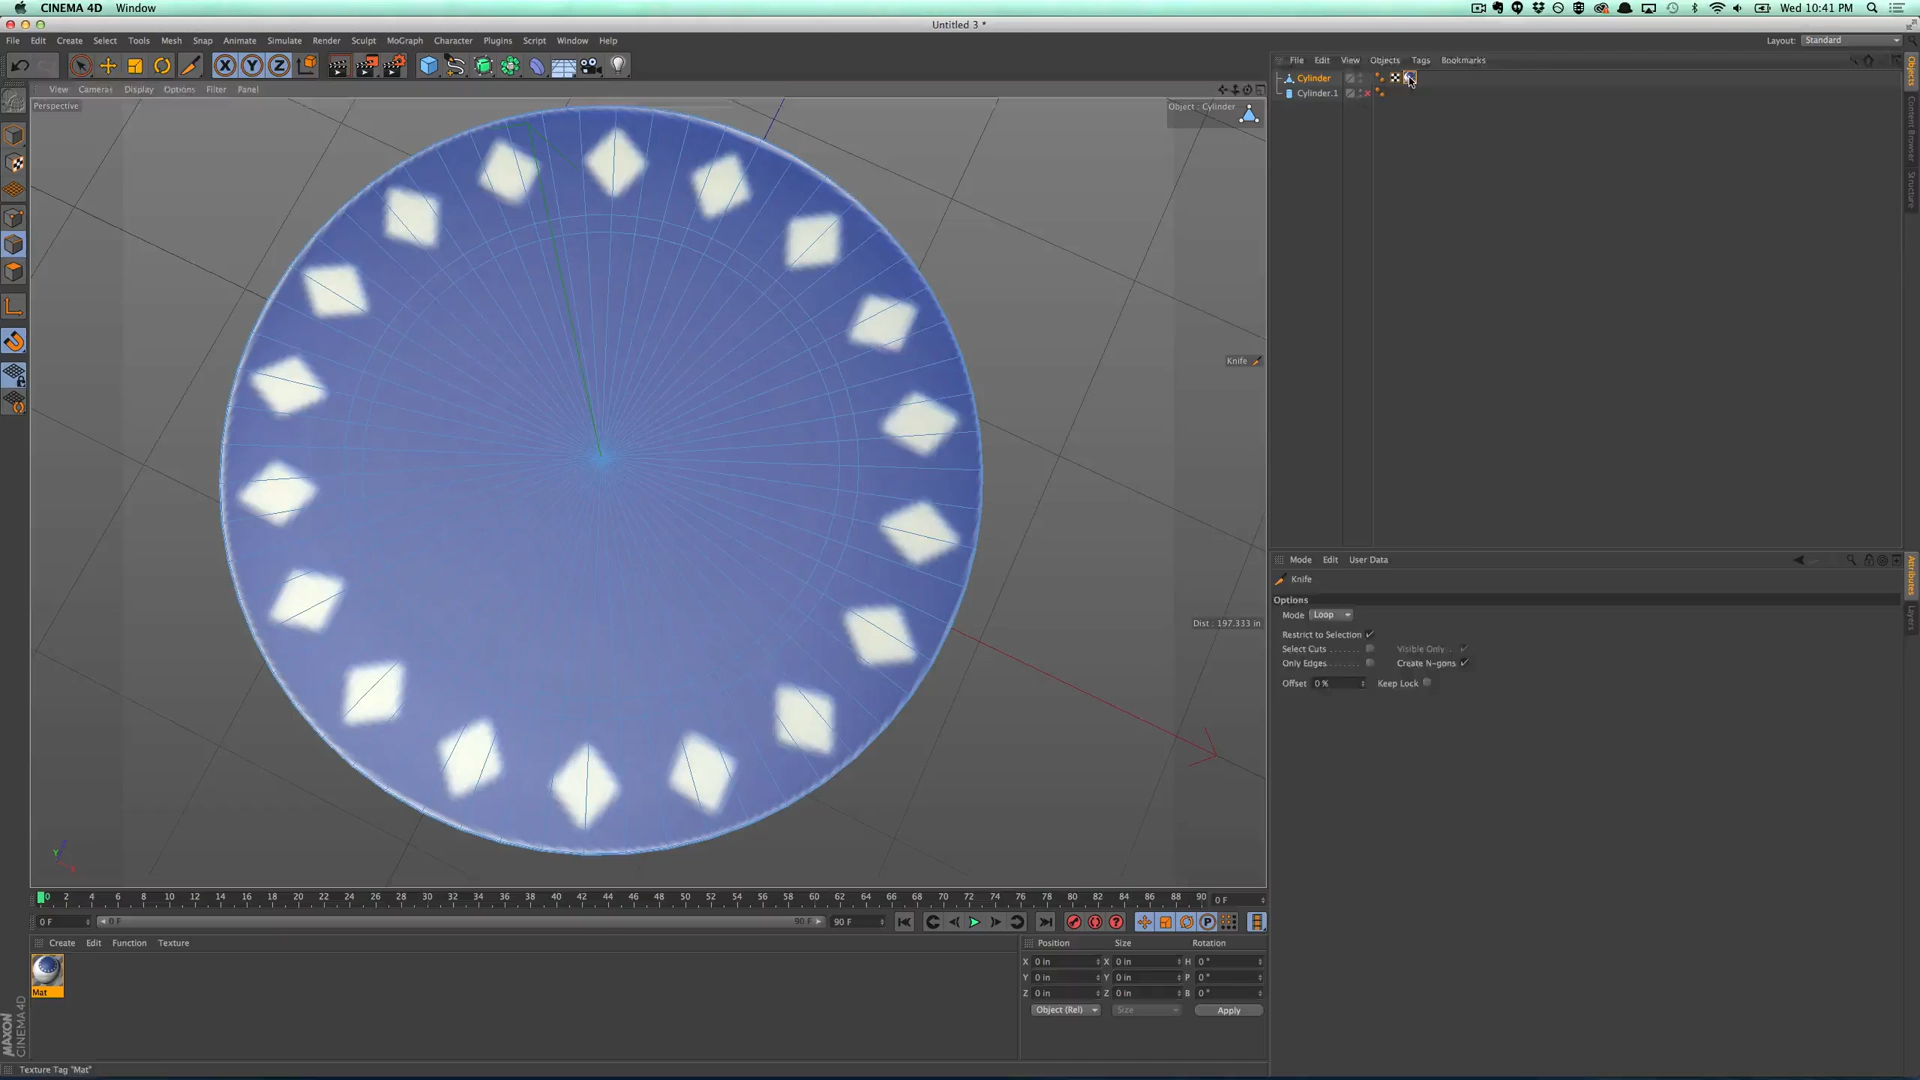 CINEMA 4D Window
Wed 10:41 PM
Untitled 3 *
File Edit Create Select Tools Mesh Snap Animate Simulate Render Sculpt MoGraph Character Plugins Script Window Help
Layout: Standard
X Y Z
File Edit View Objects Tags Bookmarks
Cylinder
Cylinder.1
View Cameras Display Options Filter Panel
Perspective
Object : Cylinder
Knife
Dist : 197.333 in
Objects
Content Browser
Structure
Mode Edit User Data
Knife
Options
Mode Loop
Restrict to Selection
Select Cuts Visible Only
Only Edges Create N-gons
Offset 0 % Keep Lock
Attributes
Layers
0 2 4 6 8 10 12 14 16 18 20 22 24 26 28 30 32 34 36 38 40 42 44 46 48 50 52 54 56 58 60 62 64 66 68 70 72 74 76 78 80 82 84 86 88 90 0 F
0 F 0 F 90 F 90 F
Create Edit Function Texture
Mat
Position Size Rotation
X 0 in X 0 in H 0 °
Y 0 in Y 0 in P 0 °
Z 0 in Z 0 in B 0 °
Object (Rel) Size Apply
MAXON CINEMA 4D
Texture Tag "Mat"